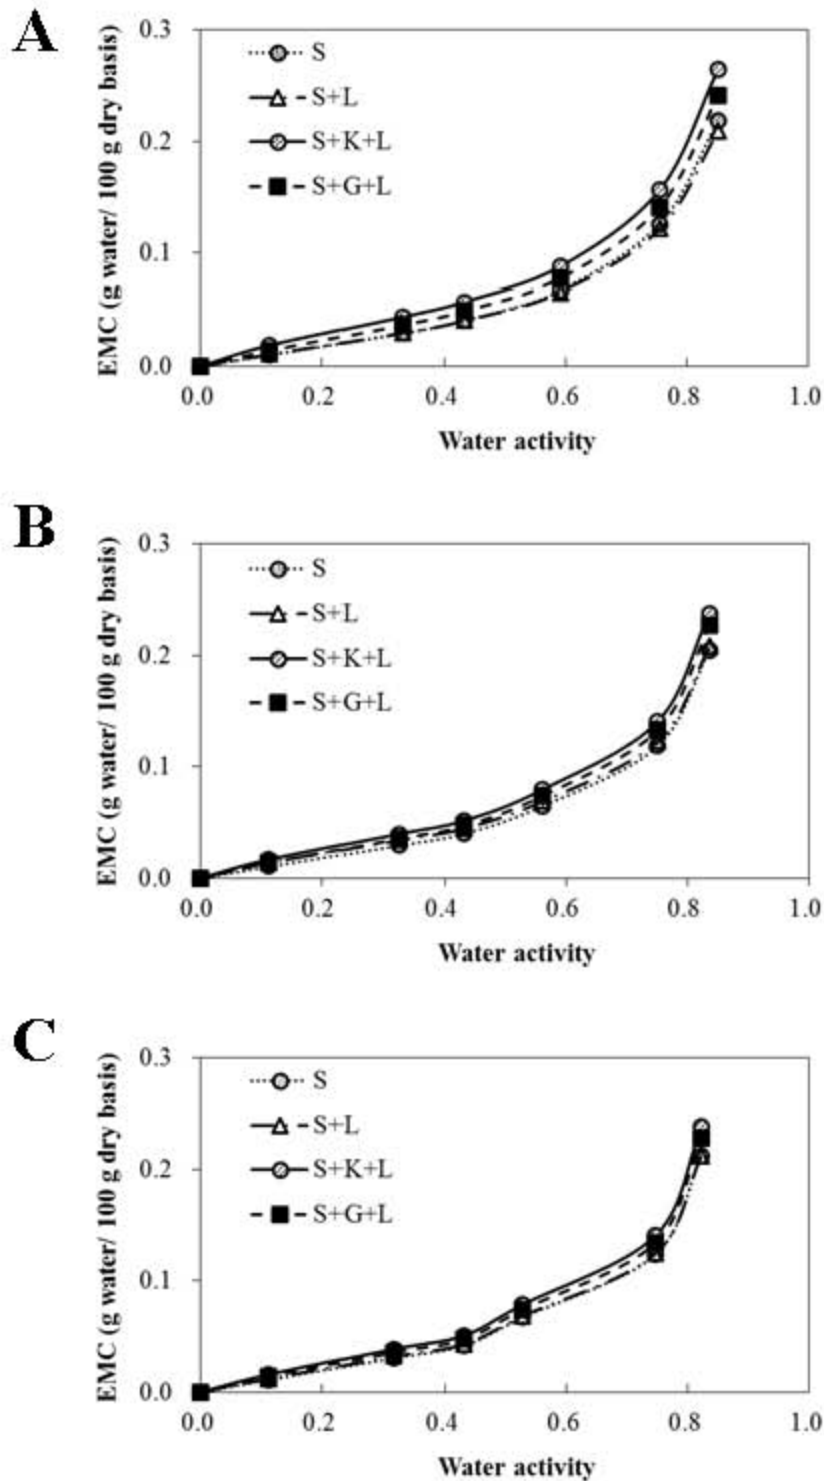 A
EMC (g water/ 100 g dry basis)
0.3
0.2
0.1
0.0
S
S+L
S+K+L
S+G+L
0.0 0.2 0.4 0.6 0.8 1.0
Water activity
B
EMC (g water/ 100 g dry basis)
0.3
0.2
0.1
0.0
S
S+L
S+K+L
S+G+L
0.0 0.2 0.4 0.6 0.8 1.0
Water activity
C
EMC (g water/ 100 g dry basis)
0.3
0.2
0.1
0.0
S
S+L
S+K+L
S+G+L
0.0 0.2 0.4 0.6 0.8 1.0
Water activity